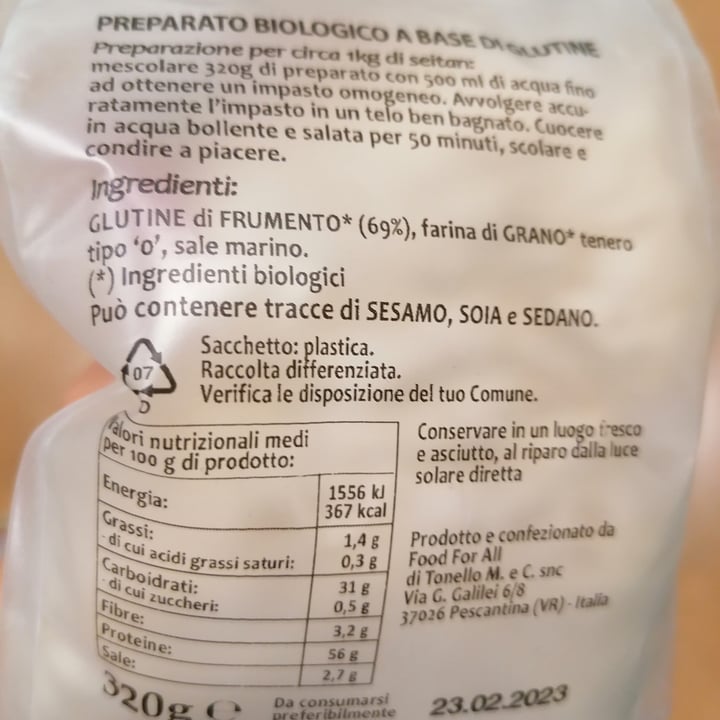 PREPARATO BIOLOGICO A BASE DI GLUTINE
Preparazione per circa 1kg di seitan:
mescolare 320g di preparato con 500 ml di acqua fino
ad ottenere un impasto omogeneo. Avvolgere accu-
ratamente l'impasto in un telo ben bagnato. Cuocere
in acqua bollente e salata per 50 minuti, scolare e
condire a piacere.
Ingredienti:
GLUTINE di FRUMENTO* (69%), farina di GRANO* tenero
tipo '0', sale marino.
(*) Ingredienti biologici
Può contenere tracce di SESAMO, SOIA e SEDANO.
07
Sacchetto: plastica.
Raccolta differenziata.
Verifica le disposizione del tuo Comune.
Valori nutrizionali medi
per 100 g di prodotto:
Energia: 1556 kJ
367 kcal
Grassi: 1,4 g
- di cui acidi grassi saturi: 0,3 g
Carboidrati: 31 g
- di cui zuccheri: 0,5 g
Fibre: 3,2 g
Proteine: 56 g
Sale: 2,7 g
Conservare in un luogo fresco
e asciutto, al riparo dalla luce
solare diretta
Prodotto e confezionato da
Food For All
di Tonello M. e C. snc
Via G. Galilei 6/8
37026 Pescantina (VR) - Italia
320g e
Da consumarsi
preferibilmente
23.02.2023